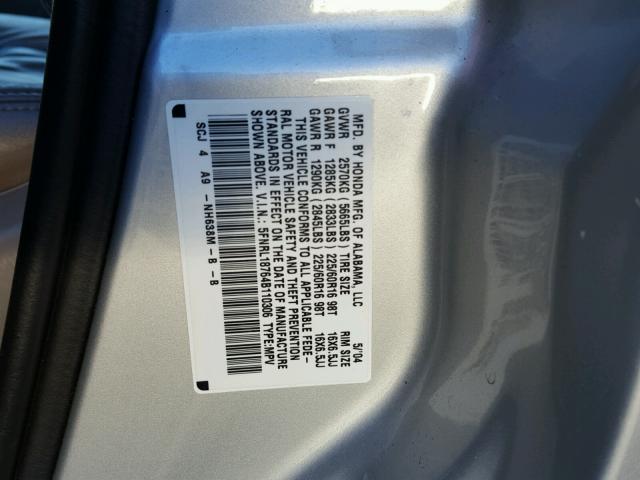 MFD. BY HONDA MFG. OF ALABAMA, LLC 5/'04
GVWR 2570KG (5665LBS) TIRE SIZE RIM SIZE
GAWR F 1285KG (2833LBS) 225/60R16 98T 16X6.5JJ
GAWR R 1290KG (2845LBS) 225/60R16 98T 16X6.5JJ
THIS VEHICLE CONFORMS TO ALL APPLICABLE FEDE-
RAL MOTOR VEHICLE SAFETY AND THEFT PREVENTION
STANDARDS IN EFFECT ON THE DATE OF MANUFACTURE
SHOWN ABOVE. V.I.N.: 5FNRL18764B110606 TYPE:MPV
SCJ 4 A9 - NH638M - B - B